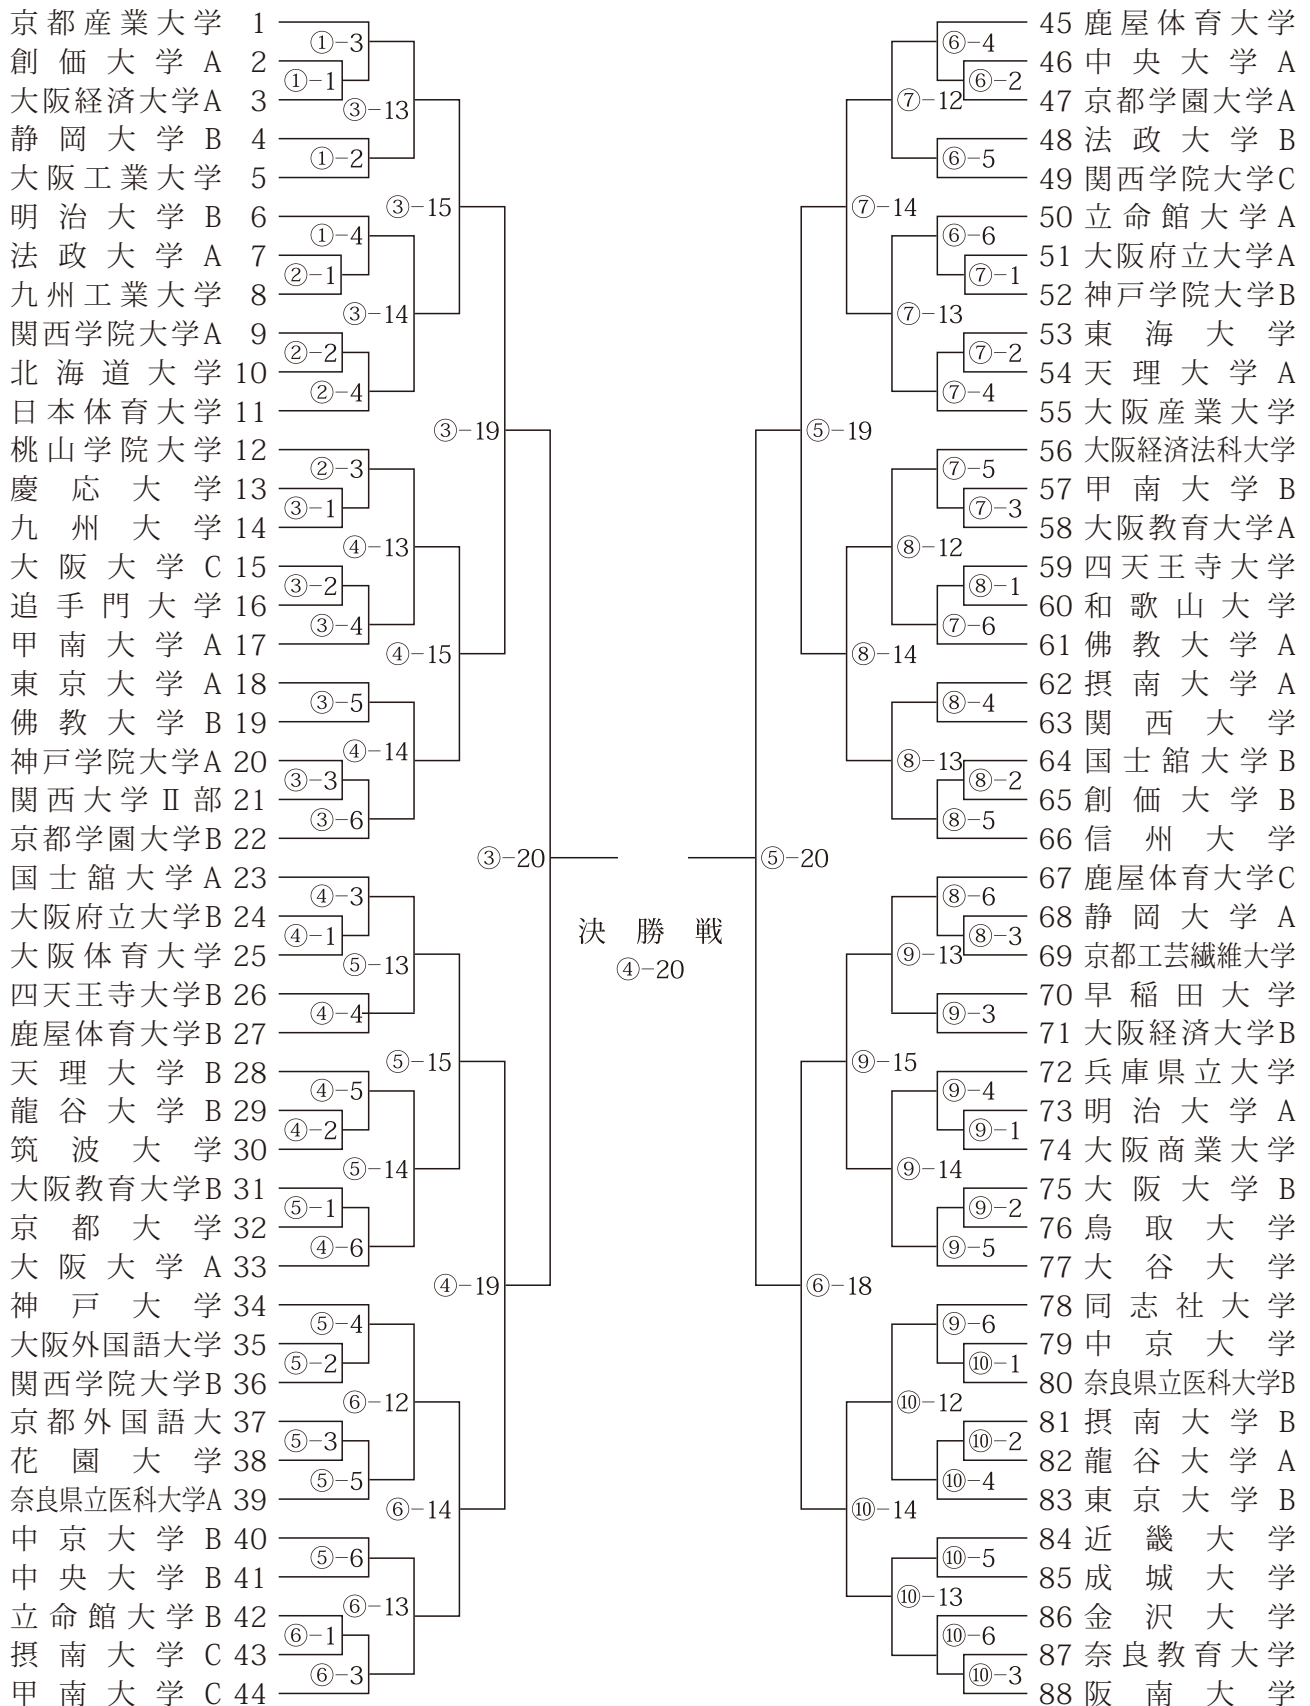 京都産業大学 1
創価大学A 2
大阪経済大学A 3
静岡大学B 4
大阪工業大学 5
明治大学B 6
法政大学A 7
九州工業大学 8
関西学院大学A 9
北海道大学 10
日本体育大学 11
桃山学院大学 12
慶応大学 13
九州大学 14
大阪大学C 15
追手門大学 16
甲南大学A 17
東京大学A 18
佛教大学B 19
神戸学院大学A 20
関西大学Ⅱ部 21
京都学園大学B 22
国士舘大学A 23
大阪府立大学B 24
大阪体育大学 25
四天王寺大学B 26
鹿屋体育大学B 27
天理大学B 28
龍谷大学B 29
筑波大学 30
大阪教育大学B 31
京都大学 32
大阪大学A 33
神戸大学 34
大阪外国語大学 35
関西学院大学B 36
京都外国語大 37
花園大学 38
奈良県立医科大学A 39
中京大学B 40
中央大学B 41
立命館大学B 42
摂南大学C 43
甲南大学C 44
①-3
①-1
①-2
①-4
②-1
②-2
②-4
②-3
③-1
③-2
③-4
③-5
③-3
③-6
④-3
④-1
④-4
④-5
④-2
⑤-1
④-6
⑤-4
⑤-2
⑤-3
⑤-5
⑤-6
⑥-1
⑥-3
③-13
③-14
④-13
④-14
⑤-13
⑤-14
⑥-12
⑥-13
③-15
④-15
⑤-15
⑥-14
③-19
④-19
③-20
決勝戦
④-20
⑤-20
⑤-19
⑥-18
⑦-14
⑧-14
⑨-15
⑩-14
⑦-12
⑦-13
⑧-12
⑧-13
⑨-13
⑨-14
⑩-12
⑩-13
⑥-4
⑥-2
⑥-5
⑥-6
⑦-1
⑦-2
⑦-4
⑦-5
⑦-3
⑧-1
⑦-6
⑧-4
⑧-2
⑧-5
⑧-6
⑧-3
⑨-3
⑨-4
⑨-1
⑨-2
⑨-5
⑨-6
⑩-1
⑩-2
⑩-4
⑩-5
⑩-6
⑩-3
45 鹿屋体育大学
46 中央大学A
47 京都学園大学A
48 法政大学B
49 関西学院大学C
50 立命館大学A
51 大阪府立大学A
52 神戸学院大学B
53 東海大学
54 天理大学A
55 大阪産業大学
56 大阪経済法科大学
57 甲南大学B
58 大阪教育大学A
59 四天王寺大学
60 和歌山大学
61 佛教大学A
62 摂南大学A
63 関西大学
64 国士舘大学B
65 創価大学B
66 信州大学
67 鹿屋体育大学C
68 静岡大学A
69 京都工芸繊維大学
70 早稲田大学
71 大阪経済大学B
72 兵庫県立大学
73 明治大学A
74 大阪商業大学
75 大阪大学B
76 鳥取大学
77 大谷大学
78 同志社大学
79 中京大学
80 奈良県立医科大学B
81 摂南大学B
82 龍谷大学A
83 東京大学B
84 近畿大学
85 成城大学
86 金沢大学
87 奈良教育大学
88 阪南大学